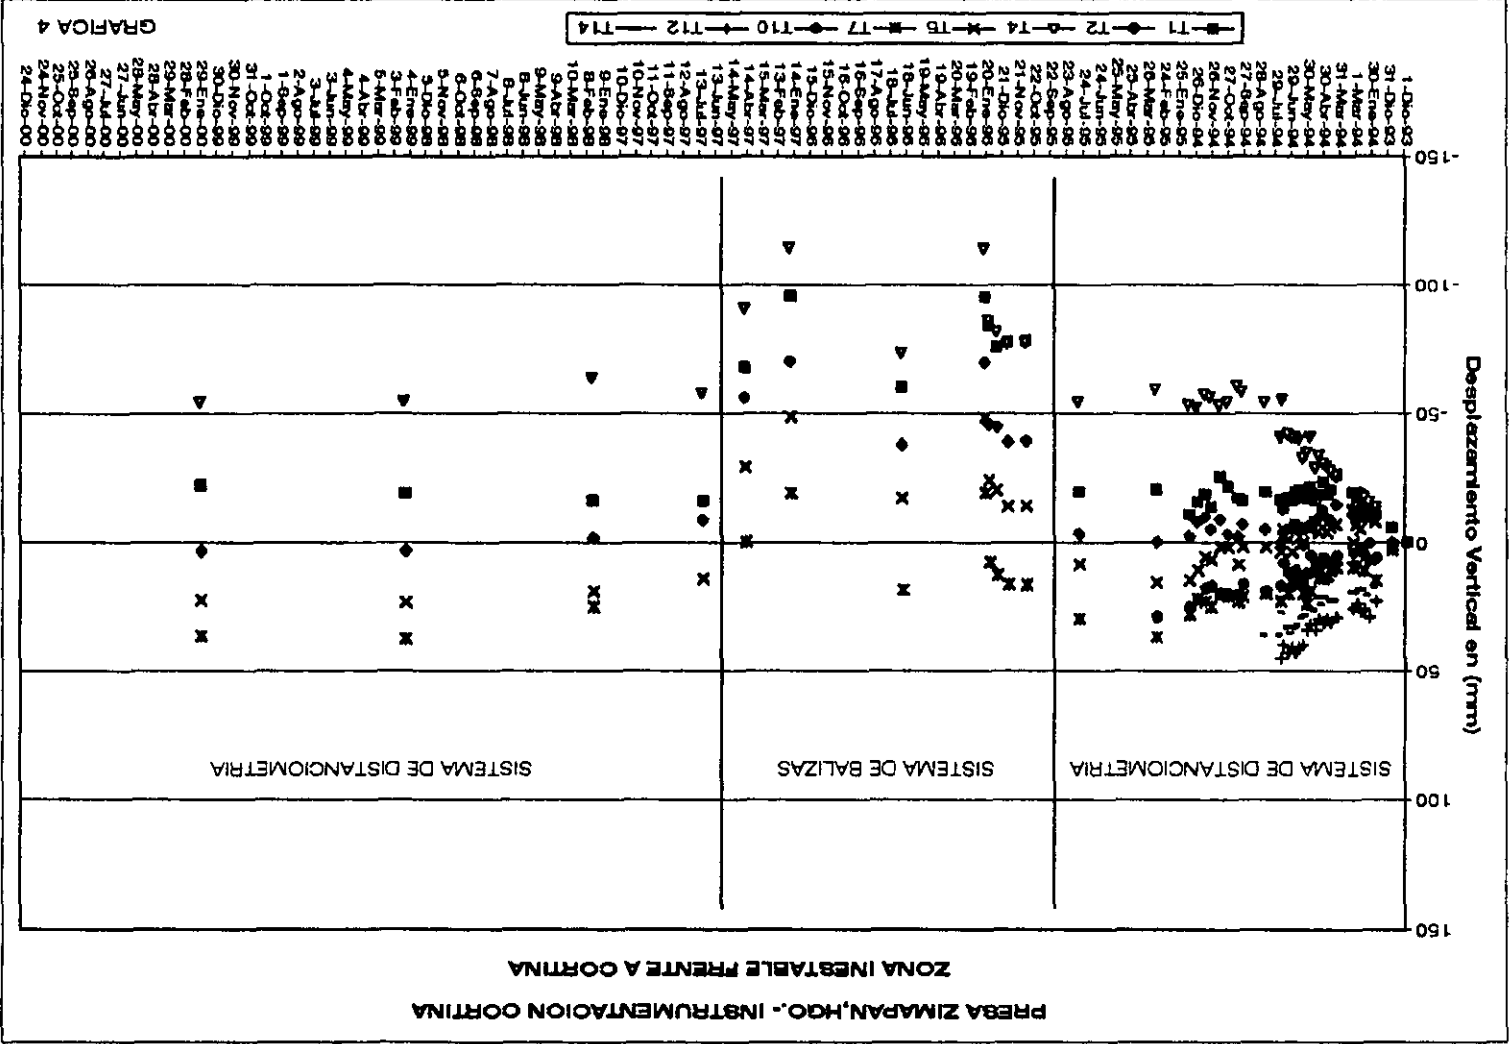 PRESA ZIMAPAN,HGO.- INSTRUMENTACION CORTINA
ZONA INESTABLE FRENTE A CORTINA
Desplazamiento Vertical en (mm)
150
100
50
0
-50
-100
-150
SISTEMA DE DISTANCIOMETRIA
SISTEMA DE BALIZAS
SISTEMA DE DISTANCIOMETRIA
1-Dic-93
31-Dic-93
30-Ene-94
1-Mar-94
31-Mar-94
30-Abr-94
30-May-94
29-Jun-94
29-Jul-94
28-Ago-94
27-Sep-94
27-Oct-94
26-Nov-94
26-Dic-94
25-Ene-95
24-Feb-95
26-Mar-95
25-Abr-95
25-May-95
24-Jun-95
24-Jul-95
23-Ago-95
22-Sep-95
22-Oct-95
21-Nov-95
21-Dic-95
20-Ene-96
19-Feb-96
20-Mar-96
19-Abr-96
19-May-96
18-Jun-96
18-Jul-96
17-Ago-96
16-Sep-96
16-Oct-96
15-Nov-96
15-Dic-96
14-Ene-97
13-Feb-97
15-Mar-97
14-Abr-97
14-May-97
13-Jun-97
13-Jul-97
12-Ago-97
11-Sep-97
11-Oct-97
10-Nov-97
10-Dic-97
9-Ene-98
8-Feb-98
10-Mar-98
9-Abr-98
9-May-98
8-Jun-98
8-Jul-98
7-Ago-98
6-Sep-98
6-Oct-98
5-Nov-98
5-Dic-98
4-Ene-99
3-Feb-99
5-Mar-99
4-Abr-99
4-May-99
3-Jun-99
3-Jul-99
2-Ago-99
1-Sep-99
1-Oct-99
31-Oct-99
30-Nov-99
30-Dic-99
29-Ene-00
28-Feb-00
29-Mar-00
28-Abr-00
28-May-00
27-Jun-00
27-Jul-00
26-Ago-00
25-Sep-00
25-Oct-00
24-Nov-00
24-Dic-00
T1 T2 T4 T5 T7 T10 T12 T14
GRAFICA 4